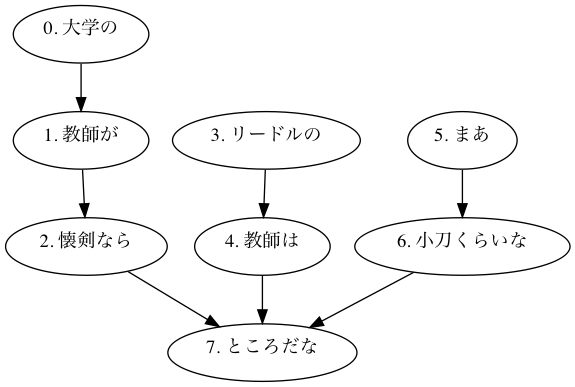 0. 大学の
1. 教師が
3. リードルの
5. まあ
2. 懐剣なら
4. 教師は
6. 小刀くらいな
7. ところだな